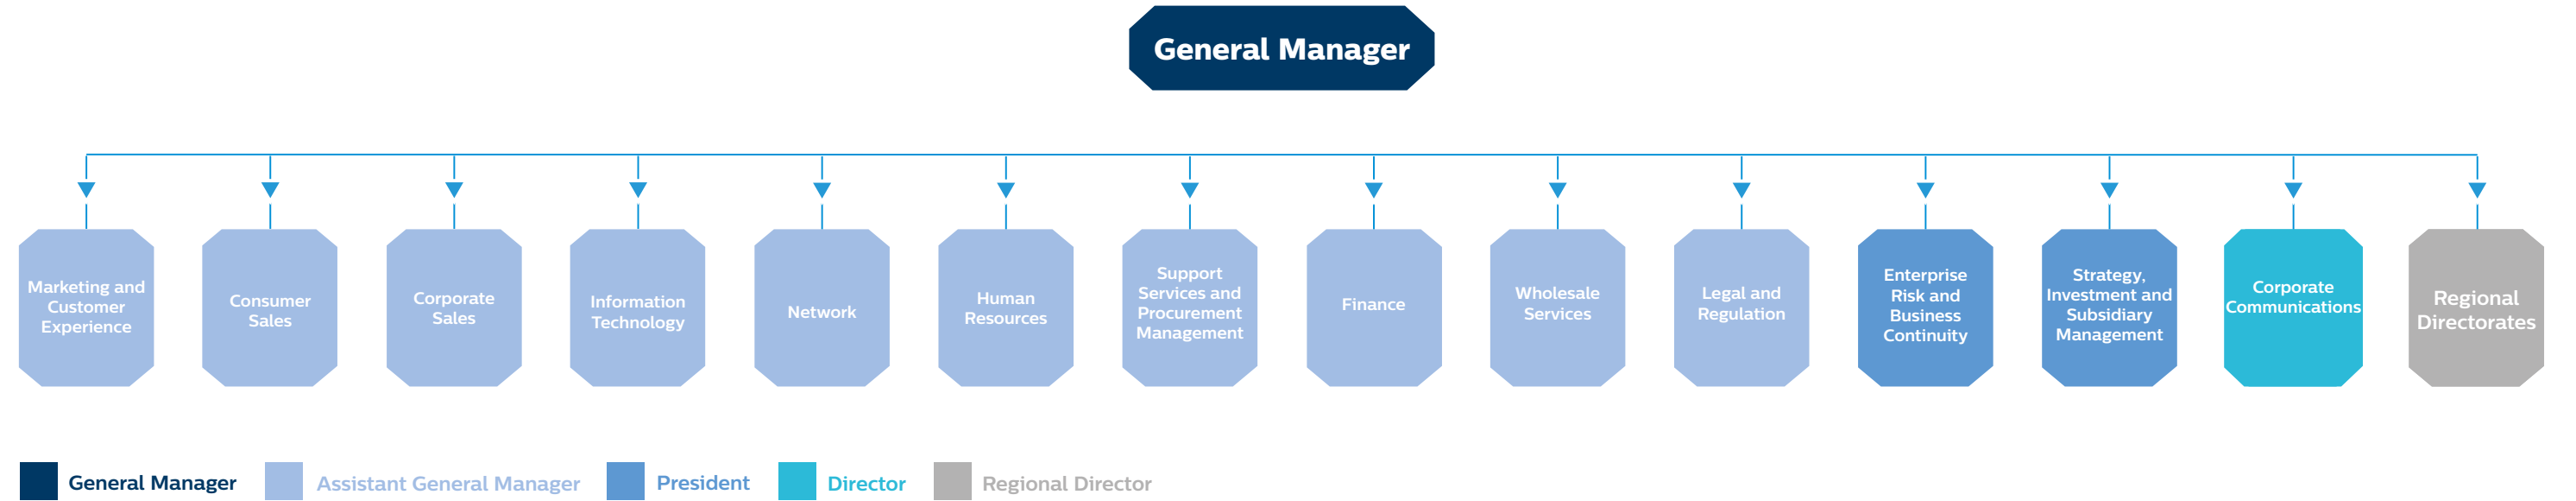 General Manager
Marketing and
Customer
Experience
Consumer
Sales
Corporate
Sales
Information
Technology
Network
Human
Resources
Support
Services and
Procurement
Management
Finance
Wholesale
Services
Legal and
Regulation
Enterprise
Risk and
Business
Continuity
Strategy,
Investment and
Subsidiary
Management
Corporate
Communications
Regional
Directorates
General Manager
Assistant General Manager
President
Director
Regional Director